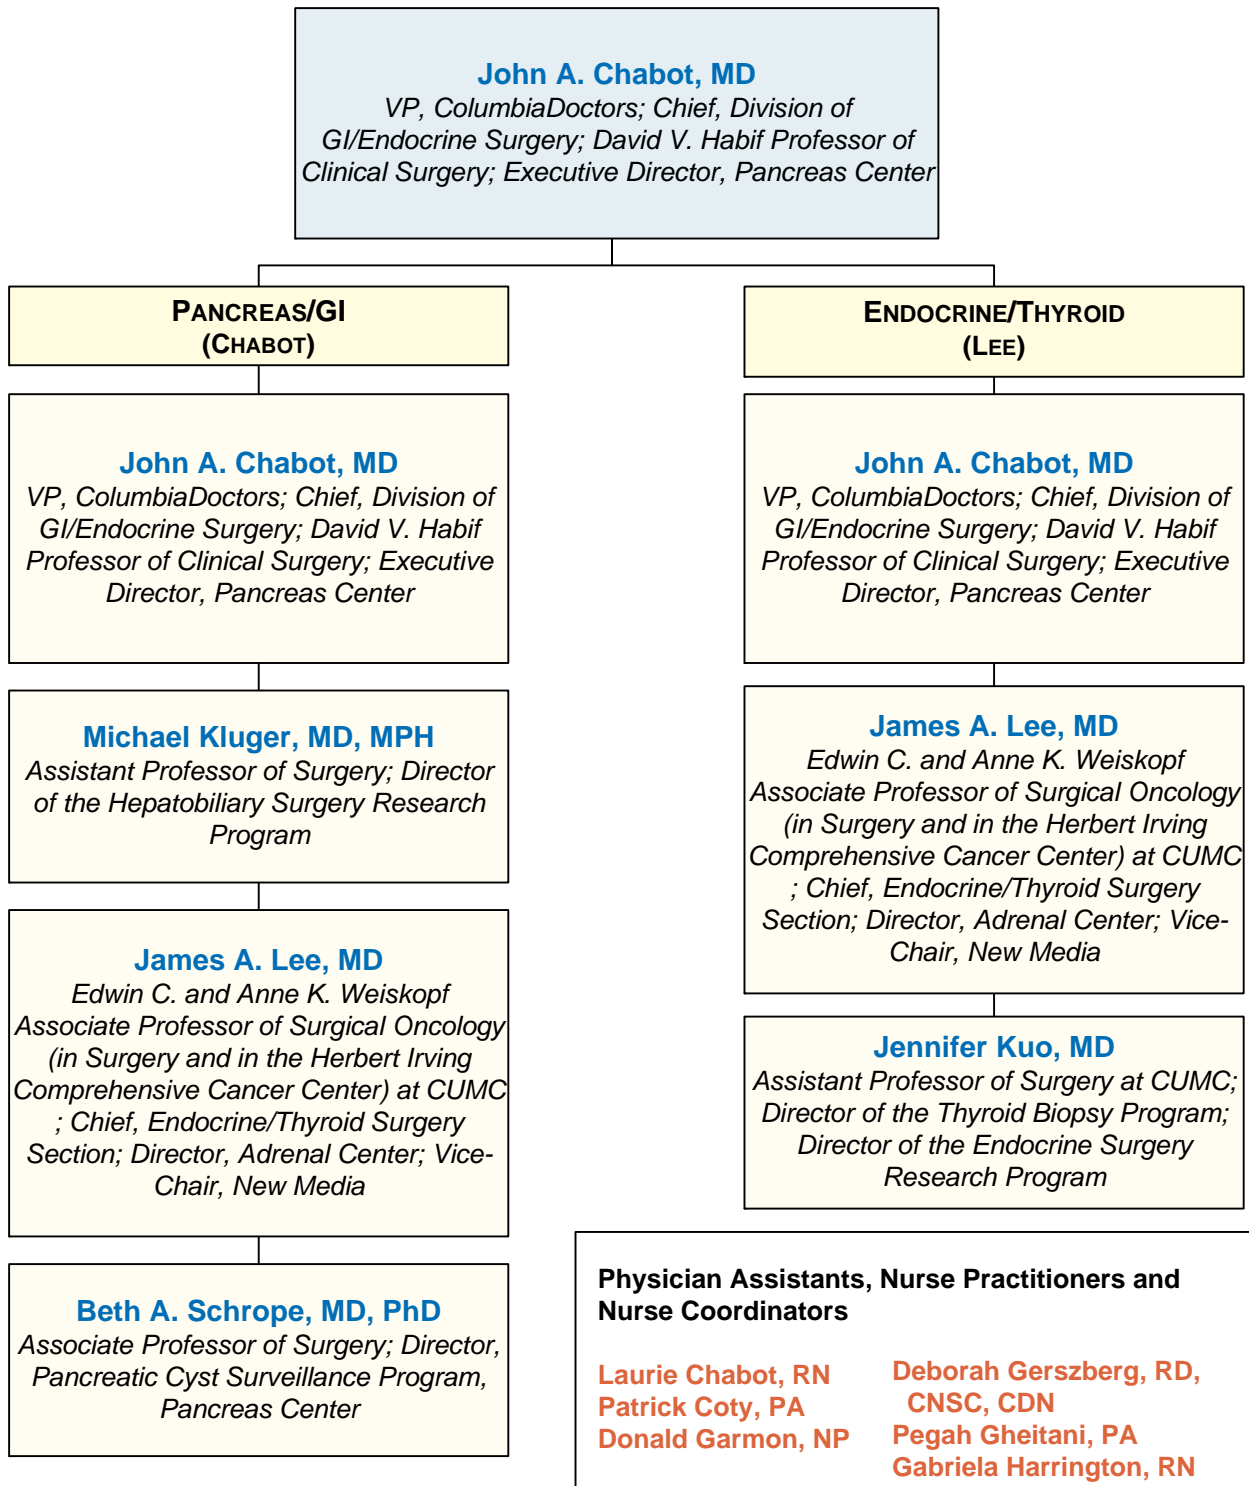 John A. Chabot, MD
VP, ColumbiaDoctors; Chief, Division of
GI/Endocrine Surgery; David V. Habif Professor of
Clinical Surgery; Executive Director, Pancreas Center
PANCREAS/GI
(CHABOT)
John A. Chabot, MD
VP, ColumbiaDoctors; Chief, Division of
GI/Endocrine Surgery; David V. Habif
Professor of Clinical Surgery; Executive
Director, Pancreas Center
Michael Kluger, MD, MPH
Assistant Professor of Surgery; Director
of the Hepatobiliary Surgery Research
Program
James A. Lee, MD
Edwin C. and Anne K. Weiskopf
Associate Professor of Surgical Oncology
(in Surgery and in the Herbert Irving
Comprehensive Cancer Center) at CUMC
; Chief, Endocrine/Thyroid Surgery
Section; Director, Adrenal Center; Vice-
Chair, New Media
Beth A. Schrope, MD, PhD
Associate Professor of Surgery; Director,
Pancreatic Cyst Surveillance Program,
Pancreas Center
ENDOCRINE/THYROID
(LEE)
John A. Chabot, MD
VP, ColumbiaDoctors; Chief, Division of
GI/Endocrine Surgery; David V. Habif
Professor of Clinical Surgery; Executive
Director, Pancreas Center
James A. Lee, MD
Edwin C. and Anne K. Weiskopf
Associate Professor of Surgical Oncology
(in Surgery and in the Herbert Irving
Comprehensive Cancer Center) at CUMC
; Chief, Endocrine/Thyroid Surgery
Section; Director, Adrenal Center; Vice-
Chair, New Media
Jennifer Kuo, MD
Assistant Professor of Surgery at CUMC;
Director of the Thyroid Biopsy Program;
Director of the Endocrine Surgery
Research Program
Physician Assistants, Nurse Practitioners and
Nurse Coordinators
Laurie Chabot, RN
Patrick Coty, PA
Donald Garmon, NP
Deborah Gerszberg, RD,
CNSC, CDN
Pegah Gheitani, PA
Gabriela Harrington, RN